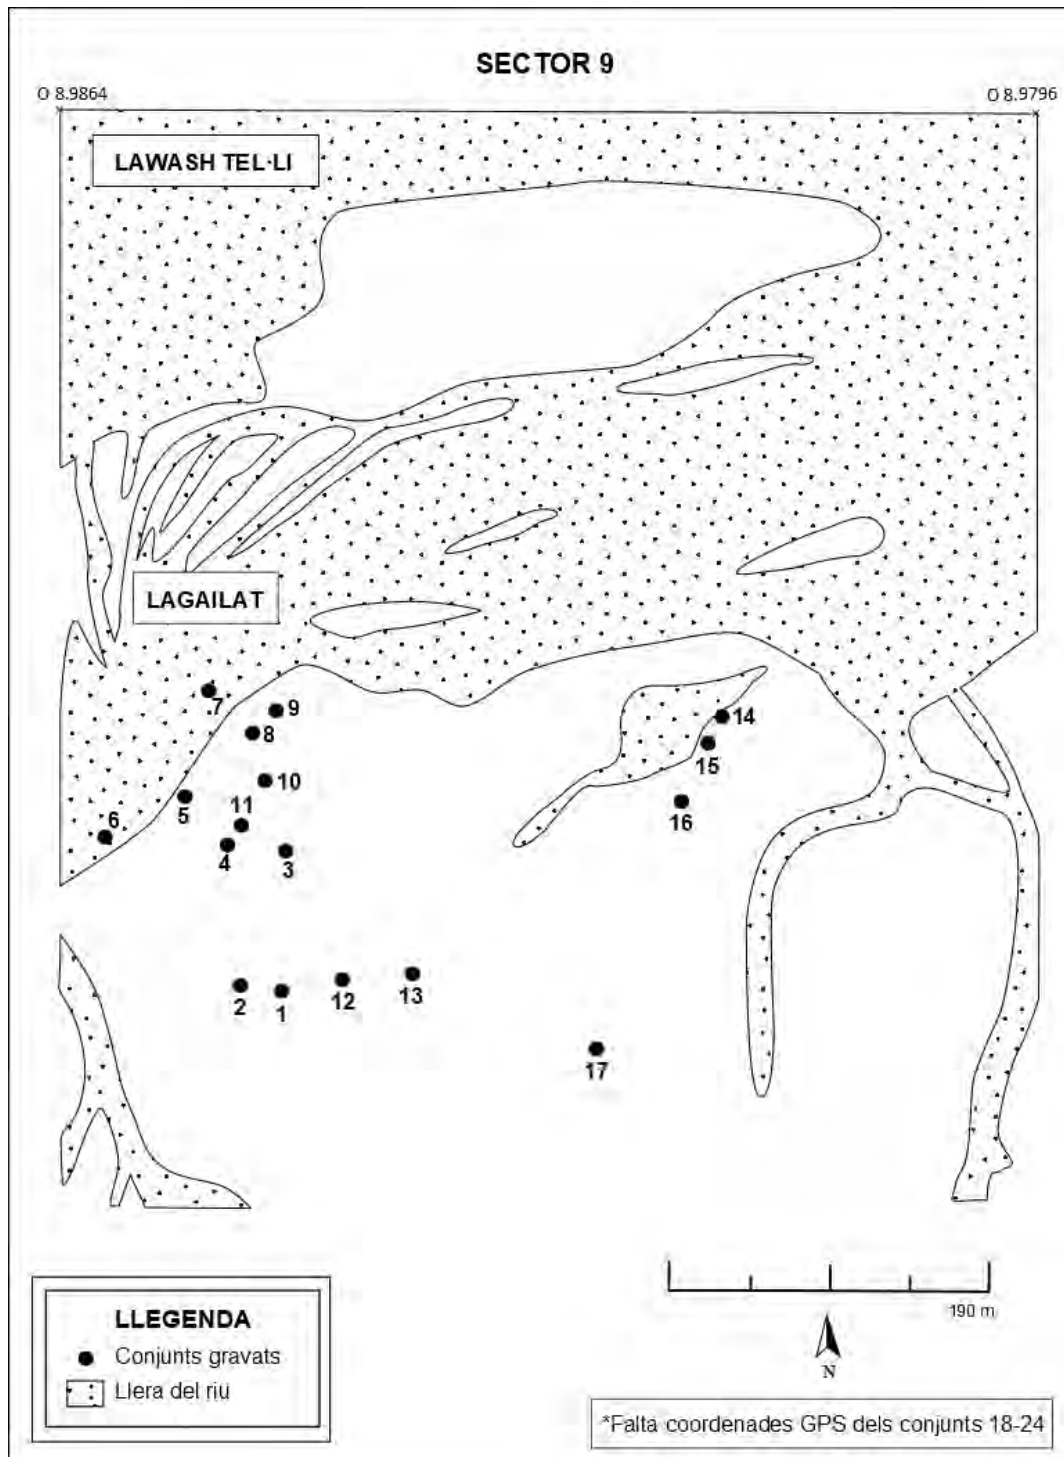 SECTOR 9
O 8.9864
O 8.9796
LAWASH TEL·LI
LAGAILAT
7
9
8
14
15
10
16
5
11
6
4
3
2
1
12
13
17
190 m
N
LLEGENDA
Conjunts gravats
Llera del riu
*Falta coordenades GPS dels conjunts 18-24